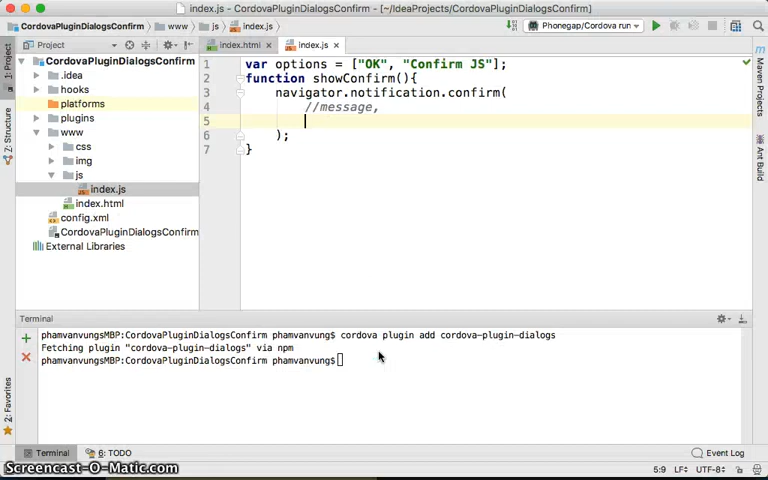 index.js - CordovaPluginDialogsConfirm - [~/IdeaProjects/CordovaPluginDialogsConfirm]
CordovaPluginDialogsConfirm www js index.js Phonegap/Cordova run
Project index.html index.js
1: Project
2: Structure
2: Favorites
CordovaPluginDialogsConfirm
.idea
hooks
platforms
plugins
www
css
img
js
index.js
index.html
config.xml
CordovaPluginDialogsConfirm
External Libraries
1 var options = ["OK", "Confirm JS"];
2 function showConfirm(){
3 navigator.notification.confirm(
4 //message,
5
6 );
7 }
Maven Projects
Ant Build
Terminal
phamvanvungsMBP:CordovaPluginDialogsConfirm phamvanvung$ cordova plugin add cordova-plugin-dialogs
Fetching plugin "cordova-plugin-dialogs" via npm
phamvanvungsMBP:CordovaPluginDialogsConfirm phamvanvung$
Terminal 6: TODO Event Log
Screencast-O-Matic.com 5:9 LF UTF-8